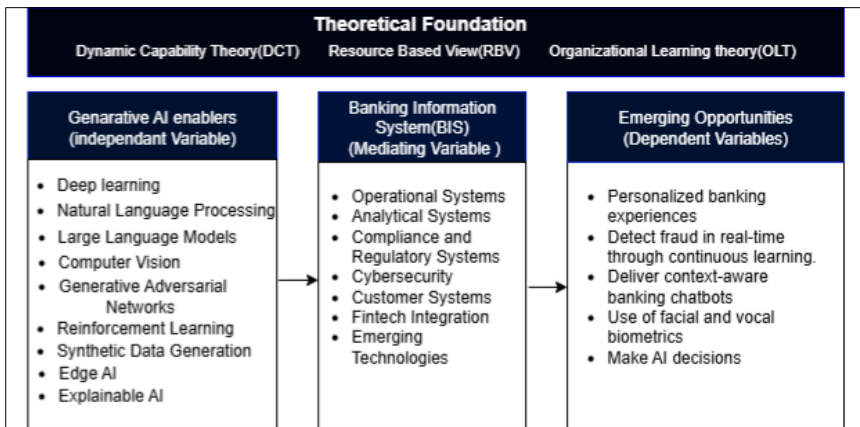 Theoretical Foundation
Dynamic Capability Theory(DCT) Resource Based View(RBV) Organizational Learning theory(OLT)
Genarative AI enablers
(independant Variable)
• Deep learning
• Natural Language Processing
• Large Language Models
• Computer Vision
• Generative Adversarial
Networks
• Reinforcement Learning
• Synthetic Data Generation
• Edge AI
• Explainable AI
Banking Information
System(BIS)
(Mediating Variable )
• Operational Systems
• Analytical Systems
• Compliance and
Regulatory Systems
• Cybersecurity
• Customer Systems
• Fintech Integration
• Emerging
Technologies
Emerging Opportunities
(Dependent Variables)
• Personalized banking
experiences
• Detect fraud in real-time
through continuous learning.
• Deliver context-aware
banking chatbots
• Use of facial and vocal
biometrics
• Make AI decisions